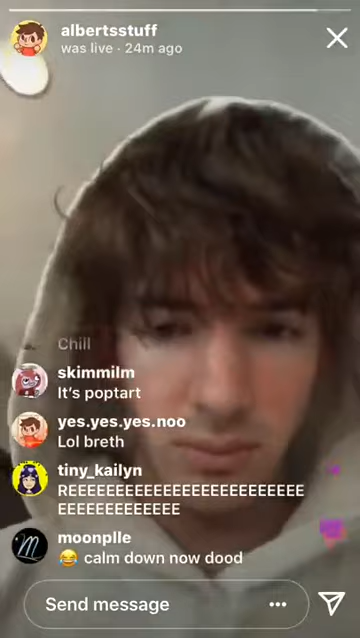 albertsstuff
was live · 24m ago
Chill
skimmilm
It's poptart
yes.yes.yes.noo
Lol breth
tiny_kailyn
REEEEEEEEEEEEEEEEEEEEEEEEE
EEEEEEEEEEEEE
moonplle
😂 calm down now dood
Send message